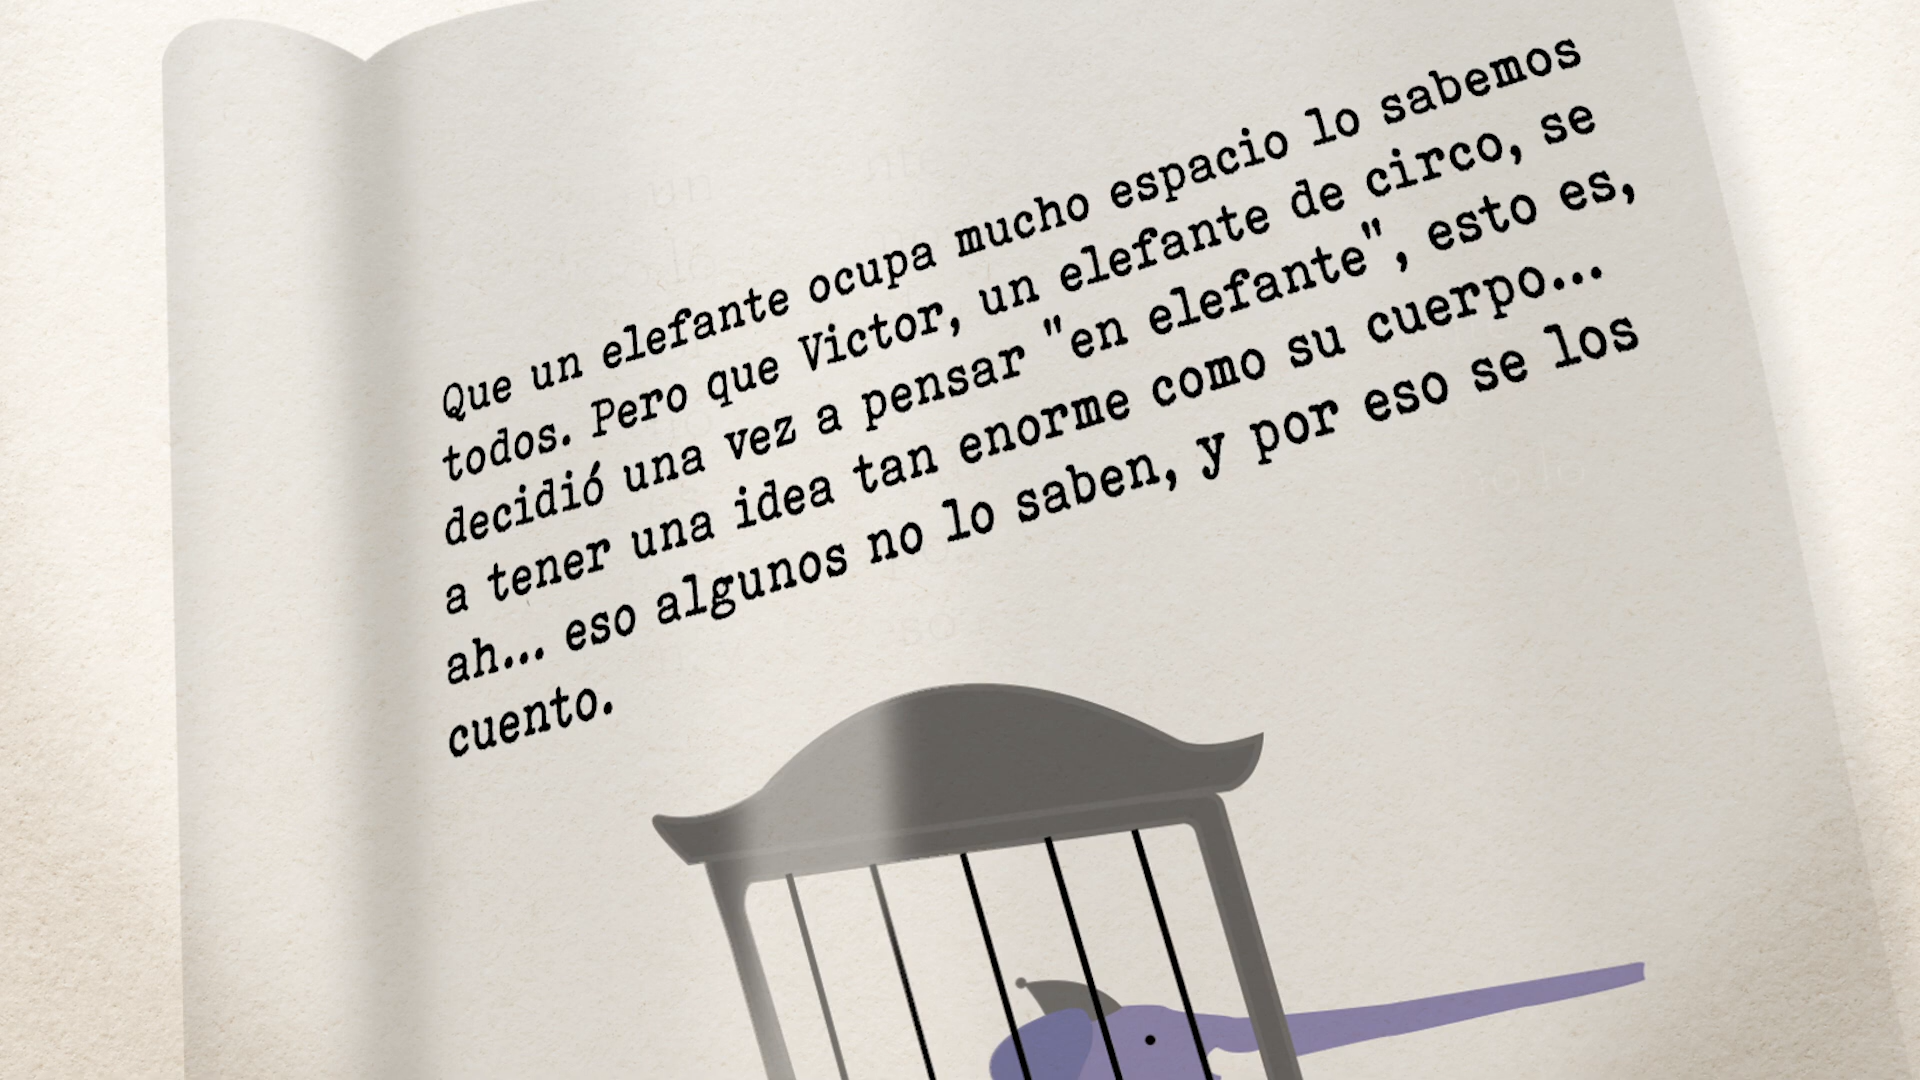 Que un elefante ocupa mucho espacio lo sabemos
todos. Pero que Victor, un elefante de circo, se
decidió una vez a pensar "en elefante", esto es,
a tener una idea tan enorme como su cuerpo...
ah... eso algunos no lo saben, y por eso se los
cuento.